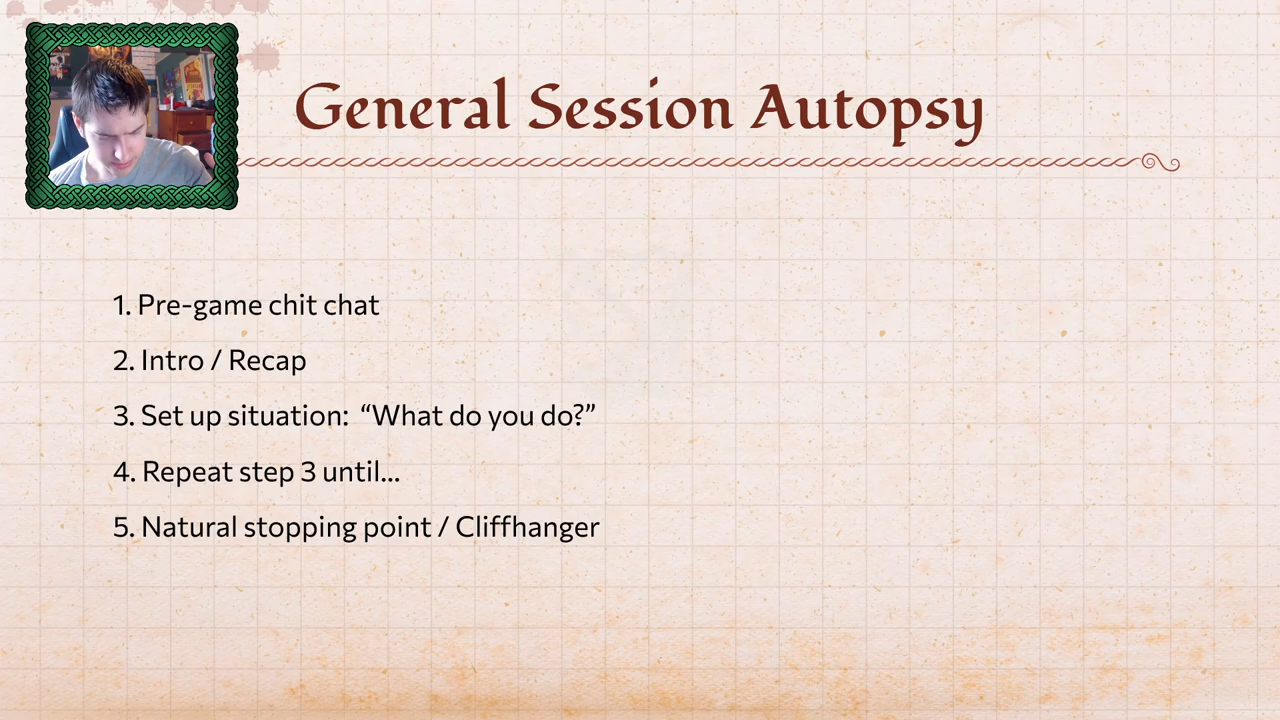 General Session Autopsy
1. Pre-game chit chat
2. Intro / Recap
3. Set up situation:  “What do you do?”
4. Repeat step 3 until...
5. Natural stopping point / Cliffhanger